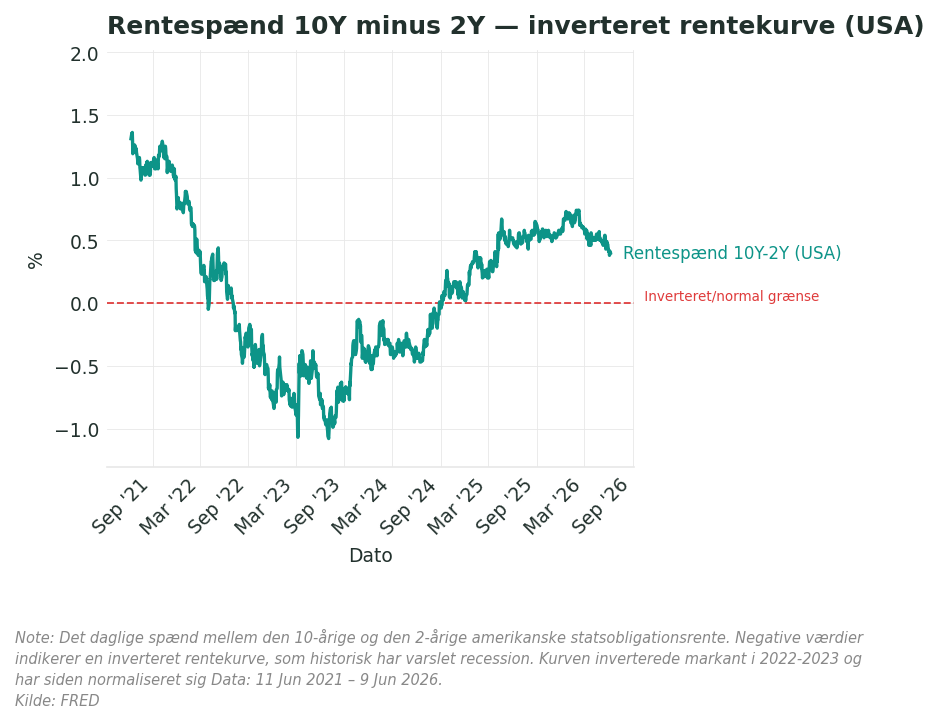 Rentespænd 10Y minus 2Y — inverteret rentekurve (USA)
2.0
1.5
1.0
0.5
0.0
−0.5
−1.0
%
Rentespænd 10Y-2Y (USA)
Inverteret/normal grænse
Sep '21
Mar '22
Sep '22
Mar '23
Sep '23
Mar '24
Sep '24
Mar '25
Sep '25
Mar '26
Sep '26
Dato
Note: Det daglige spænd mellem den 10-årige og den 2-årige amerikanske statsobligationsrente. Negative værdier
indikerer en inverteret rentekurve, som historisk har varslet recession. Kurven inverterede markant i 2022-2023 og
har siden normaliseret sig Data: 11 Jun 2021 – 9 Jun 2026.
Kilde: FRED